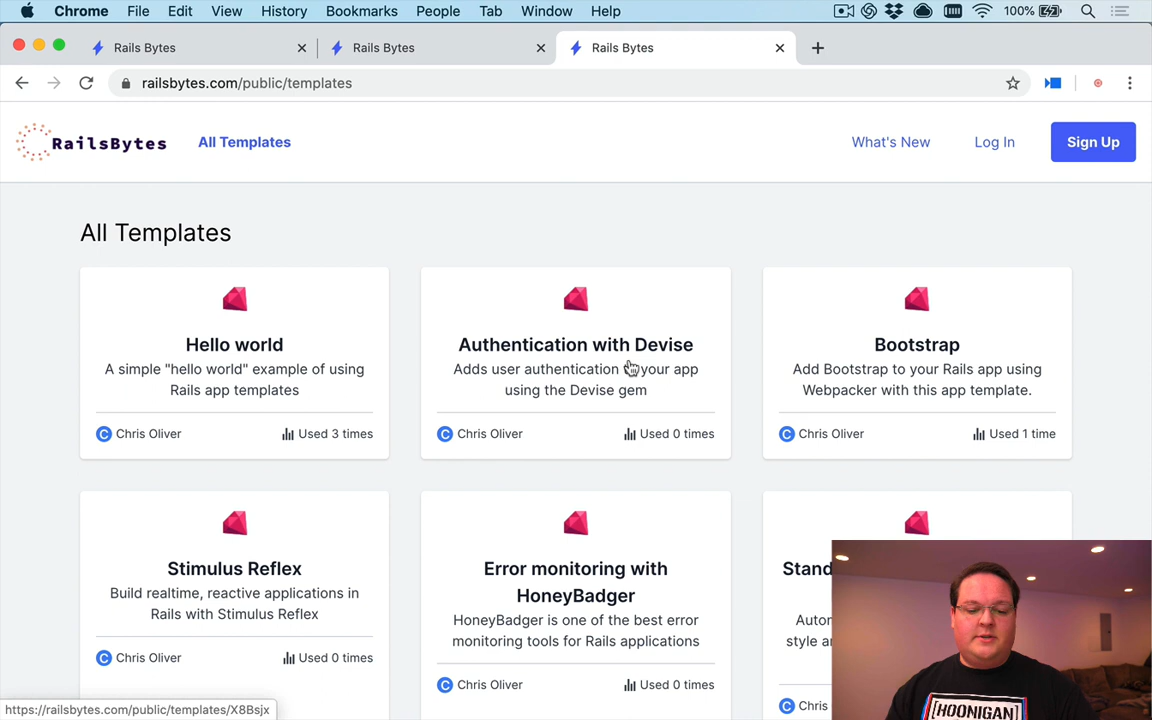 Chrome File Edit View History Bookmarks People Tab Window Help 100%
Rails Bytes
Rails Bytes
Rails Bytes
railsbytes.com/public/templates
RailsBytes
All Templates
What's New
Log In
Sign Up
All Templates
Hello world
A simple "hello world" example of using
Rails app templates
Chris Oliver
Used 3 times
Authentication with Devise
Adds user authentication your app
using the Devise gem
Chris Oliver
Used 0 times
Bootstrap
Add Bootstrap to your Rails app using
Webpacker with this app template.
Chris Oliver
Used 1 time
Stimulus Reflex
Build realtime, reactive applications in
Rails with Stimulus Reflex
Chris Oliver
Used 0 times
Error monitoring with
HoneyBadger
HoneyBadger is one of the best error
monitoring tools for Rails applications
Chris Oliver
Used 0 times
Stand
Auton
style a
Chris
https://railsbytes.com/public/templates/X8Bsjx
[HOONIGAN]